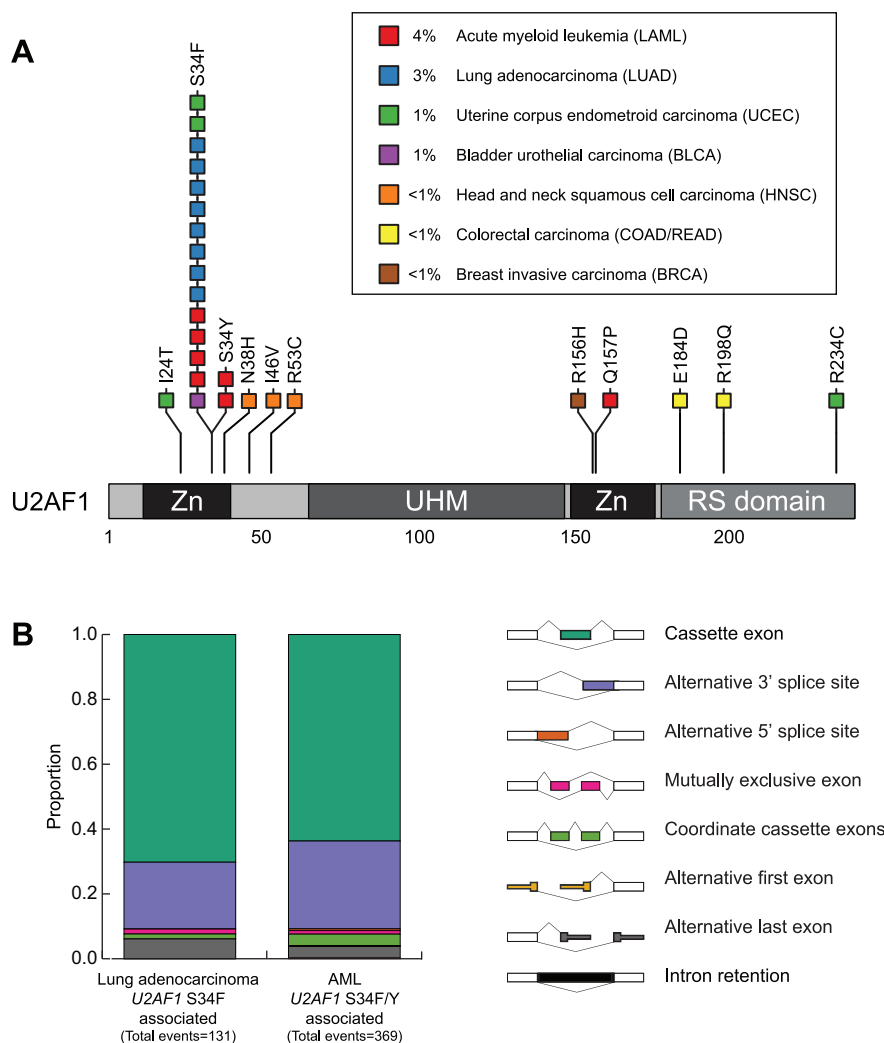 A
4% Acute myeloid leukemia (LAML)
3% Lung adenocarcinoma (LUAD)
1% Uterine corpus endometroid carcinoma (UCEC)
1% Bladder urothelial carcinoma (BLCA)
<1% Head and neck squamous cell carcinoma (HNSC)
<1% Colorectal carcinoma (COAD/READ)
<1% Breast invasive carcinoma (BRCA)
I24T
S34F
S34Y
N38H
I46V
R53C
R156H
Q157P
E184D
R198Q
R234C
U2AF1 Zn UHM Zn RS domain
1 50 100 150 200
B
Proportion
1.0
0.8
0.6
0.4
0.2
0.0
Lung adenocarcinoma
U2AF1 S34F
associated
(Total events=131)
AML
U2AF1 S34F/Y
associated
(Total events=369)
Cassette exon
Alternative 3' splice site
Alternative 5' splice site
Mutually exclusive exon
Coordinate cassette exons
Alternative first exon
Alternative last exon
Intron retention